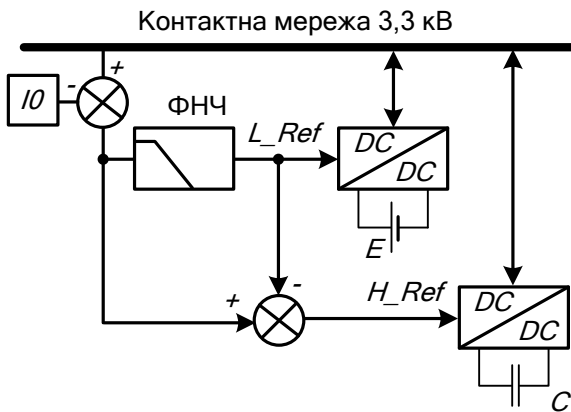 Контактна мережа 3,3 кВ
+
-
I0
ФНЧ
L_Ref
DC
DC
E
-
+
H_Ref
DC
DC
C